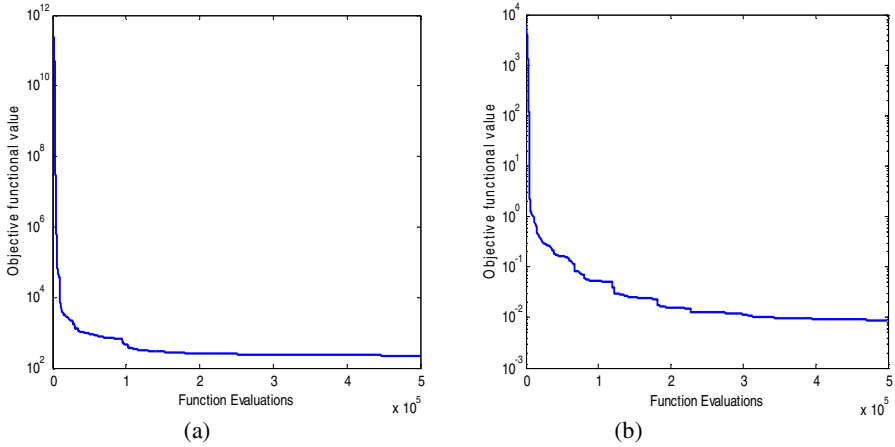 10^12
10^10
10^8
10^6
10^4
10^2
Objective functional value
0 1 2 3 4 5
Function Evaluations
x 10^5
(a)
10^4
10^3
10^2
10^1
10^0
10^-1
10^-2
10^-3
Objective functional value
0 1 2 3 4 5
Function Evaluations
x 10^5
(b)